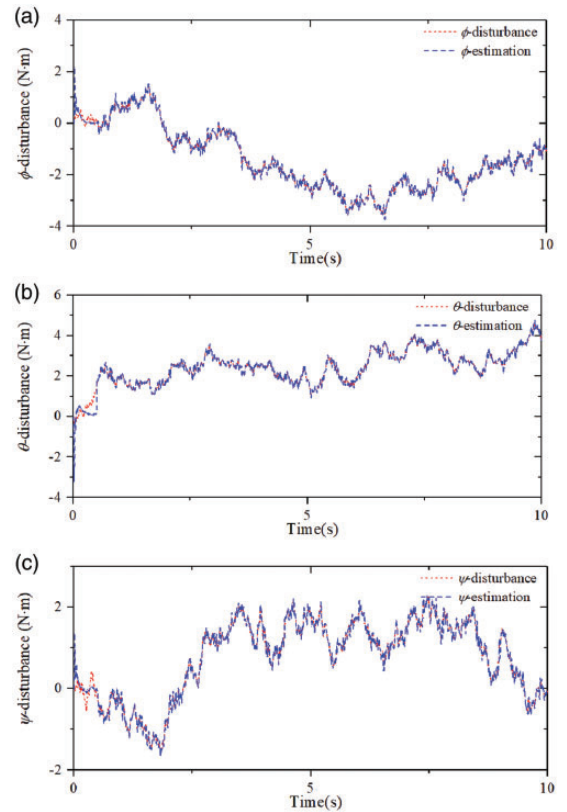 (a)
4
2
0
-2
-4
ϕ-disturbance (N·m)
ϕ-disturbance
ϕ-estimation
0
5
10
Time(s)
(b)
6
4
2
0
-2
-4
θ-disturbance (N·m)
θ-disturbance
θ-estimation
0
5
10
Time(s)
(c)
2
0
-2
ψ-disturbance (N·m)
ψ-disturbance
ψ-estimation
0
5
10
Time(s)